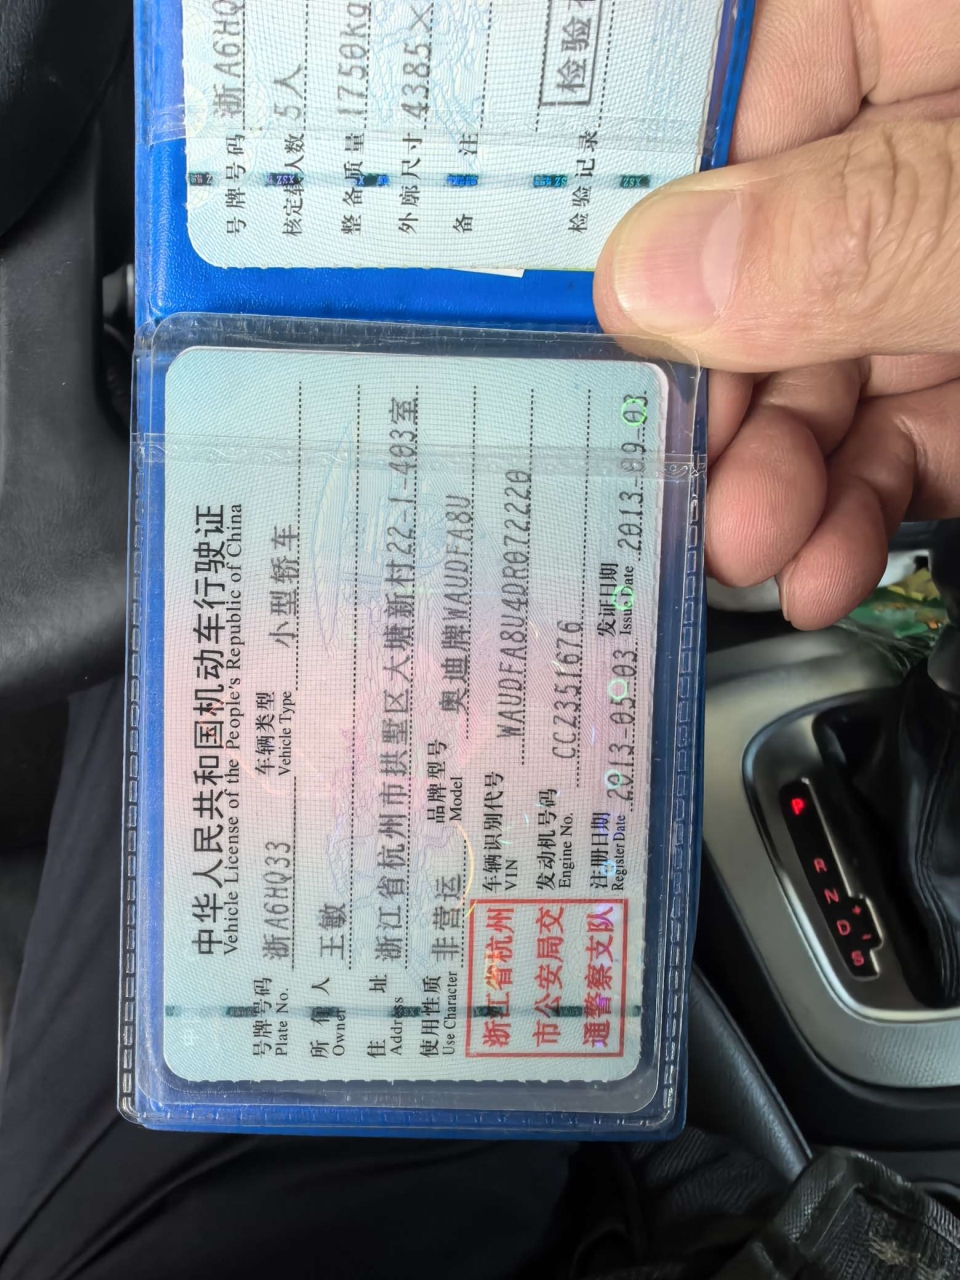 中华人民共和国机动车行驶证
Vehicle License of the People's Republic of China
号牌号码 浙A6HQ33 车辆类型 小型轿车
Plate No. Vehicle Type
所有人 王敏
Owner
住址 浙江省杭州市拱墅区大塘新村22-1-403室
Address
使用性质 非营运 品牌型号 奥迪牌WAUDFA8U
Use Character Model
浙江省杭州
市公安局交
通警察支队
车辆识别代号 WAUDFA8U4DR072220
VIN
发动机号码 CCZ351676
Engine No.
注册日期 2013-05-03 发证日期 2013-09-03
Register Date Issue Date
号牌号码 浙A6HQ
核定载人数 5人
整备质量 1750kg
外廓尺寸 4385×
备注
检验记录
检验
P
R
N
D
S
+
-